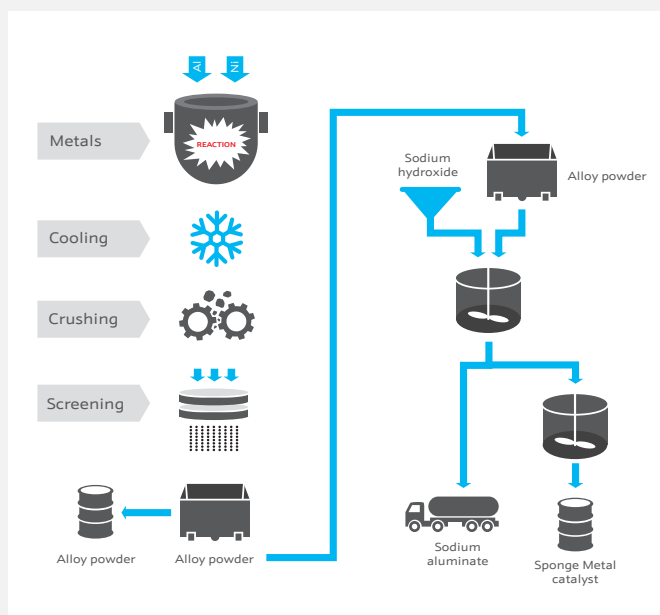 Al
Ni
Metals
REACTION
Cooling
Crushing
Screening
Alloy powder
Alloy powder
Sodium
hydroxide
Alloy powder
Sodium
aluminate
Sponge Metal
catalyst